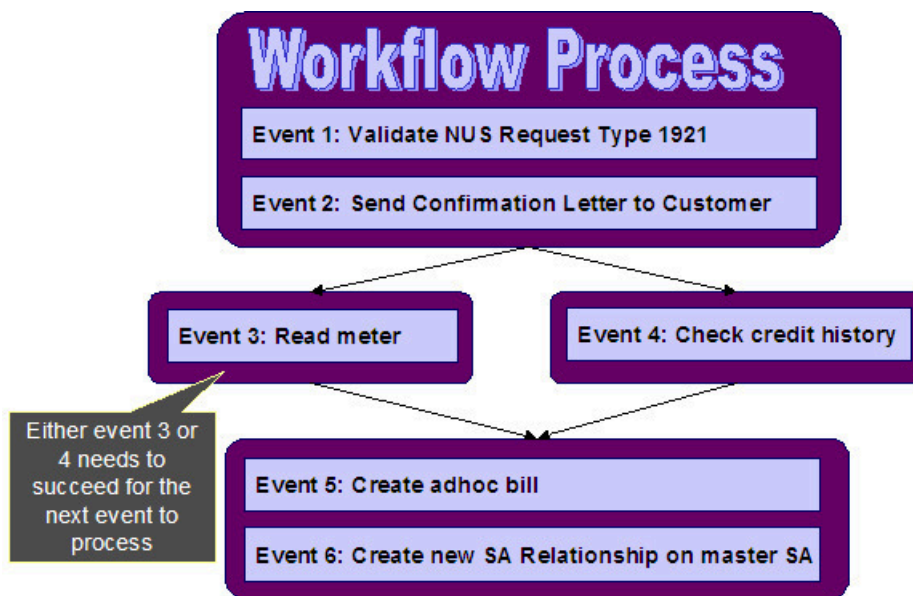 Workflow Process
Event 1: Validate NUS Request Type 1921
Event 2: Send Confirmation Letter to Customer
Event 3: Read meter
Event 4: Check credit history
Either event 3 or
4 needs to
succeed for the
next event to
process
Event 5: Create adhoc bill
Event 6: Create new SA Relationship on master SA